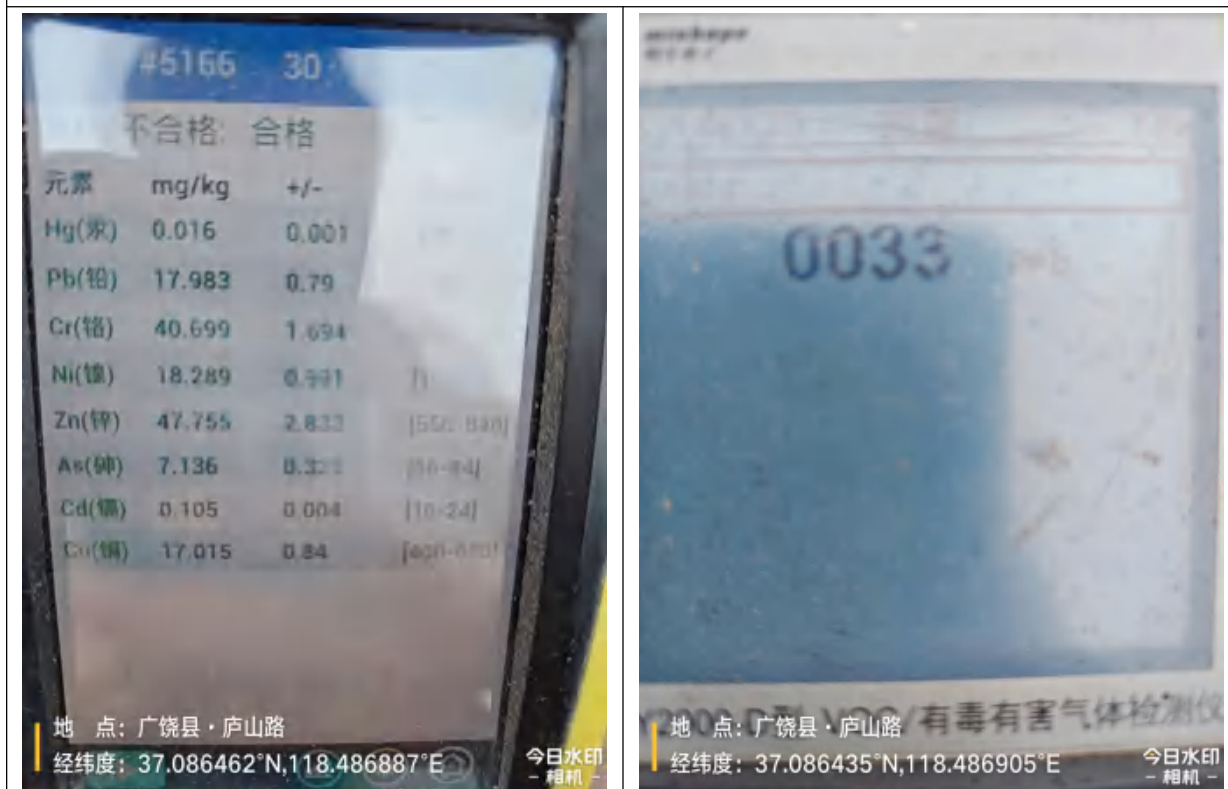 #5166 30
不合格: 合格
元素 mg/kg +/-
Hg(汞) 0.016 0.001
Pb(铅) 17.983 0.79
Cr(铬) 40.699 1.694
Ni(镍) 18.289
Zn(锌) 47.755
As(砷) 7.136
Cd(镉) 0.105 0.004 [10-24]
Cu(铜) 17.015 0.84
地 点: 广饶县·庐山路
经纬度: 37.086462°N,118.486887°E
今日水印
- 相机 -
0033
VOC/有毒有害气体检测仪
地 点: 广饶县·庐山路
经纬度: 37.086435°N,118.486905°E
今日水印
- 相机 -